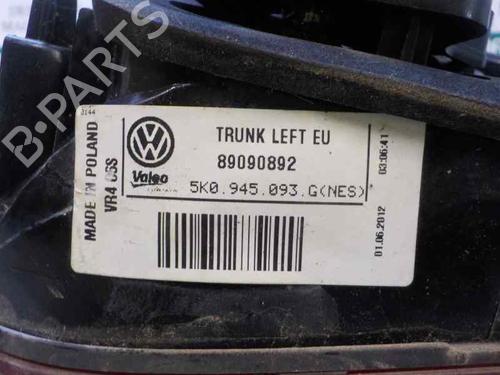 3144
MADE IN POLAND
VR4 C6S
TRUNK LEFT EU
89090892
Valeo
5K0.945.093.G(NES)
03:06:41
01.06.2012
B-PARTS